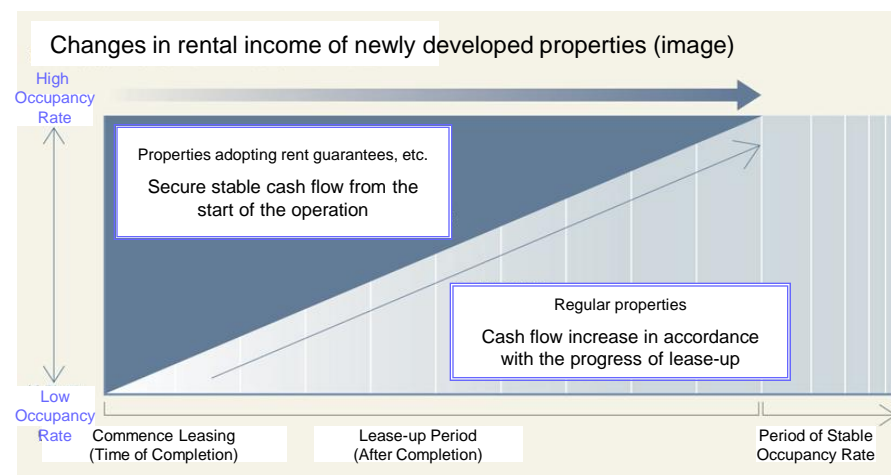 Changes in rental income of newly developed properties (image)
High
Occupancy
Rate
Properties adopting rent guarantees, etc.
Secure stable cash flow from the
start of the operation
Regular properties
Cash flow increase in accordance
with the progress of lease-up
Low
Occupancy
Rate
Commence Leasing
(Time of Completion)
Lease-up Period
(After Completion)
Period of Stable
Occupancy Rate